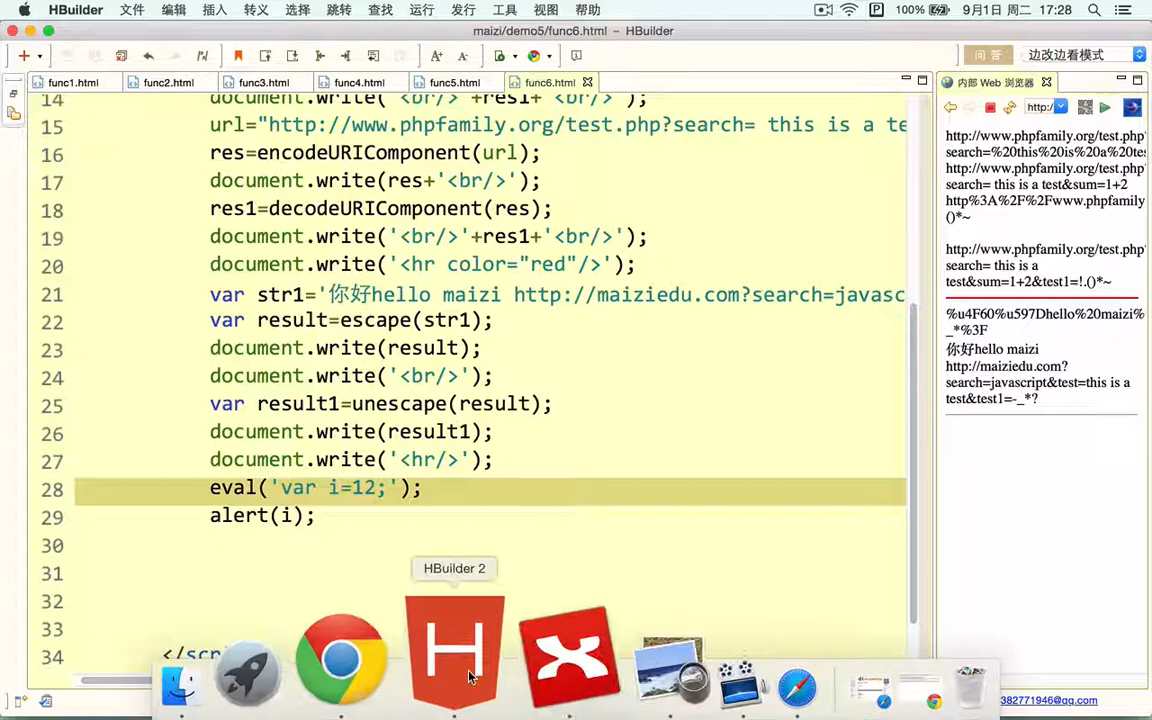 HBuilder 文件 编辑 插入 转义 选择 跳转 查找 运行 发行 工具 视图 帮助 100% 9月1日 周二 17:28
maizi/demo5/func6.html – HBuilder
问 答 边改边看模式
func1.html func2.html func3.html func4.html func5.html func6.html 内部 Web 浏览器
http:/
14 document.write('<br/>'+res1+'<br/>');
15 url="http://www.phpfamily.org/test.php?search= this is a te
16 res=encodeURIComponent(url);
17 document.write(res+'<br/>');
18 res1=decodeURIComponent(res);
19 document.write('<br/>'+res1+'<br/>');
20 document.write('<hr color="red"/>');
21 var str1='你好hello maizi http://maiziedu.com?search=javasc
22 var result=escape(str1);
23 document.write(result);
24 document.write('<br/>');
25 var result1=unescape(result);
26 document.write(result1);
27 document.write('<hr/>');
28 eval('var i=12;');
29 alert(i);
30
31
32
33
34 </scri
http://www.phpfamily.org/test.php
search=%20this%20is%20a%20tes
http://www.phpfamily.org/test.php
search= this is a test&sum=1+2
http%3A%2F%2Fwww.phpfamily
()*~
http://www.phpfamily.org/test.php
search= this is a
test&sum=1+2&test1=!.()*~
%u4F60%u597Dhello%20maizi%
_*%3F
你好hello maizi
http://maiziedu.com?
search=javascript&test=this is a
test&test1=-_*?
HBuilder 2
382771946@qq.com